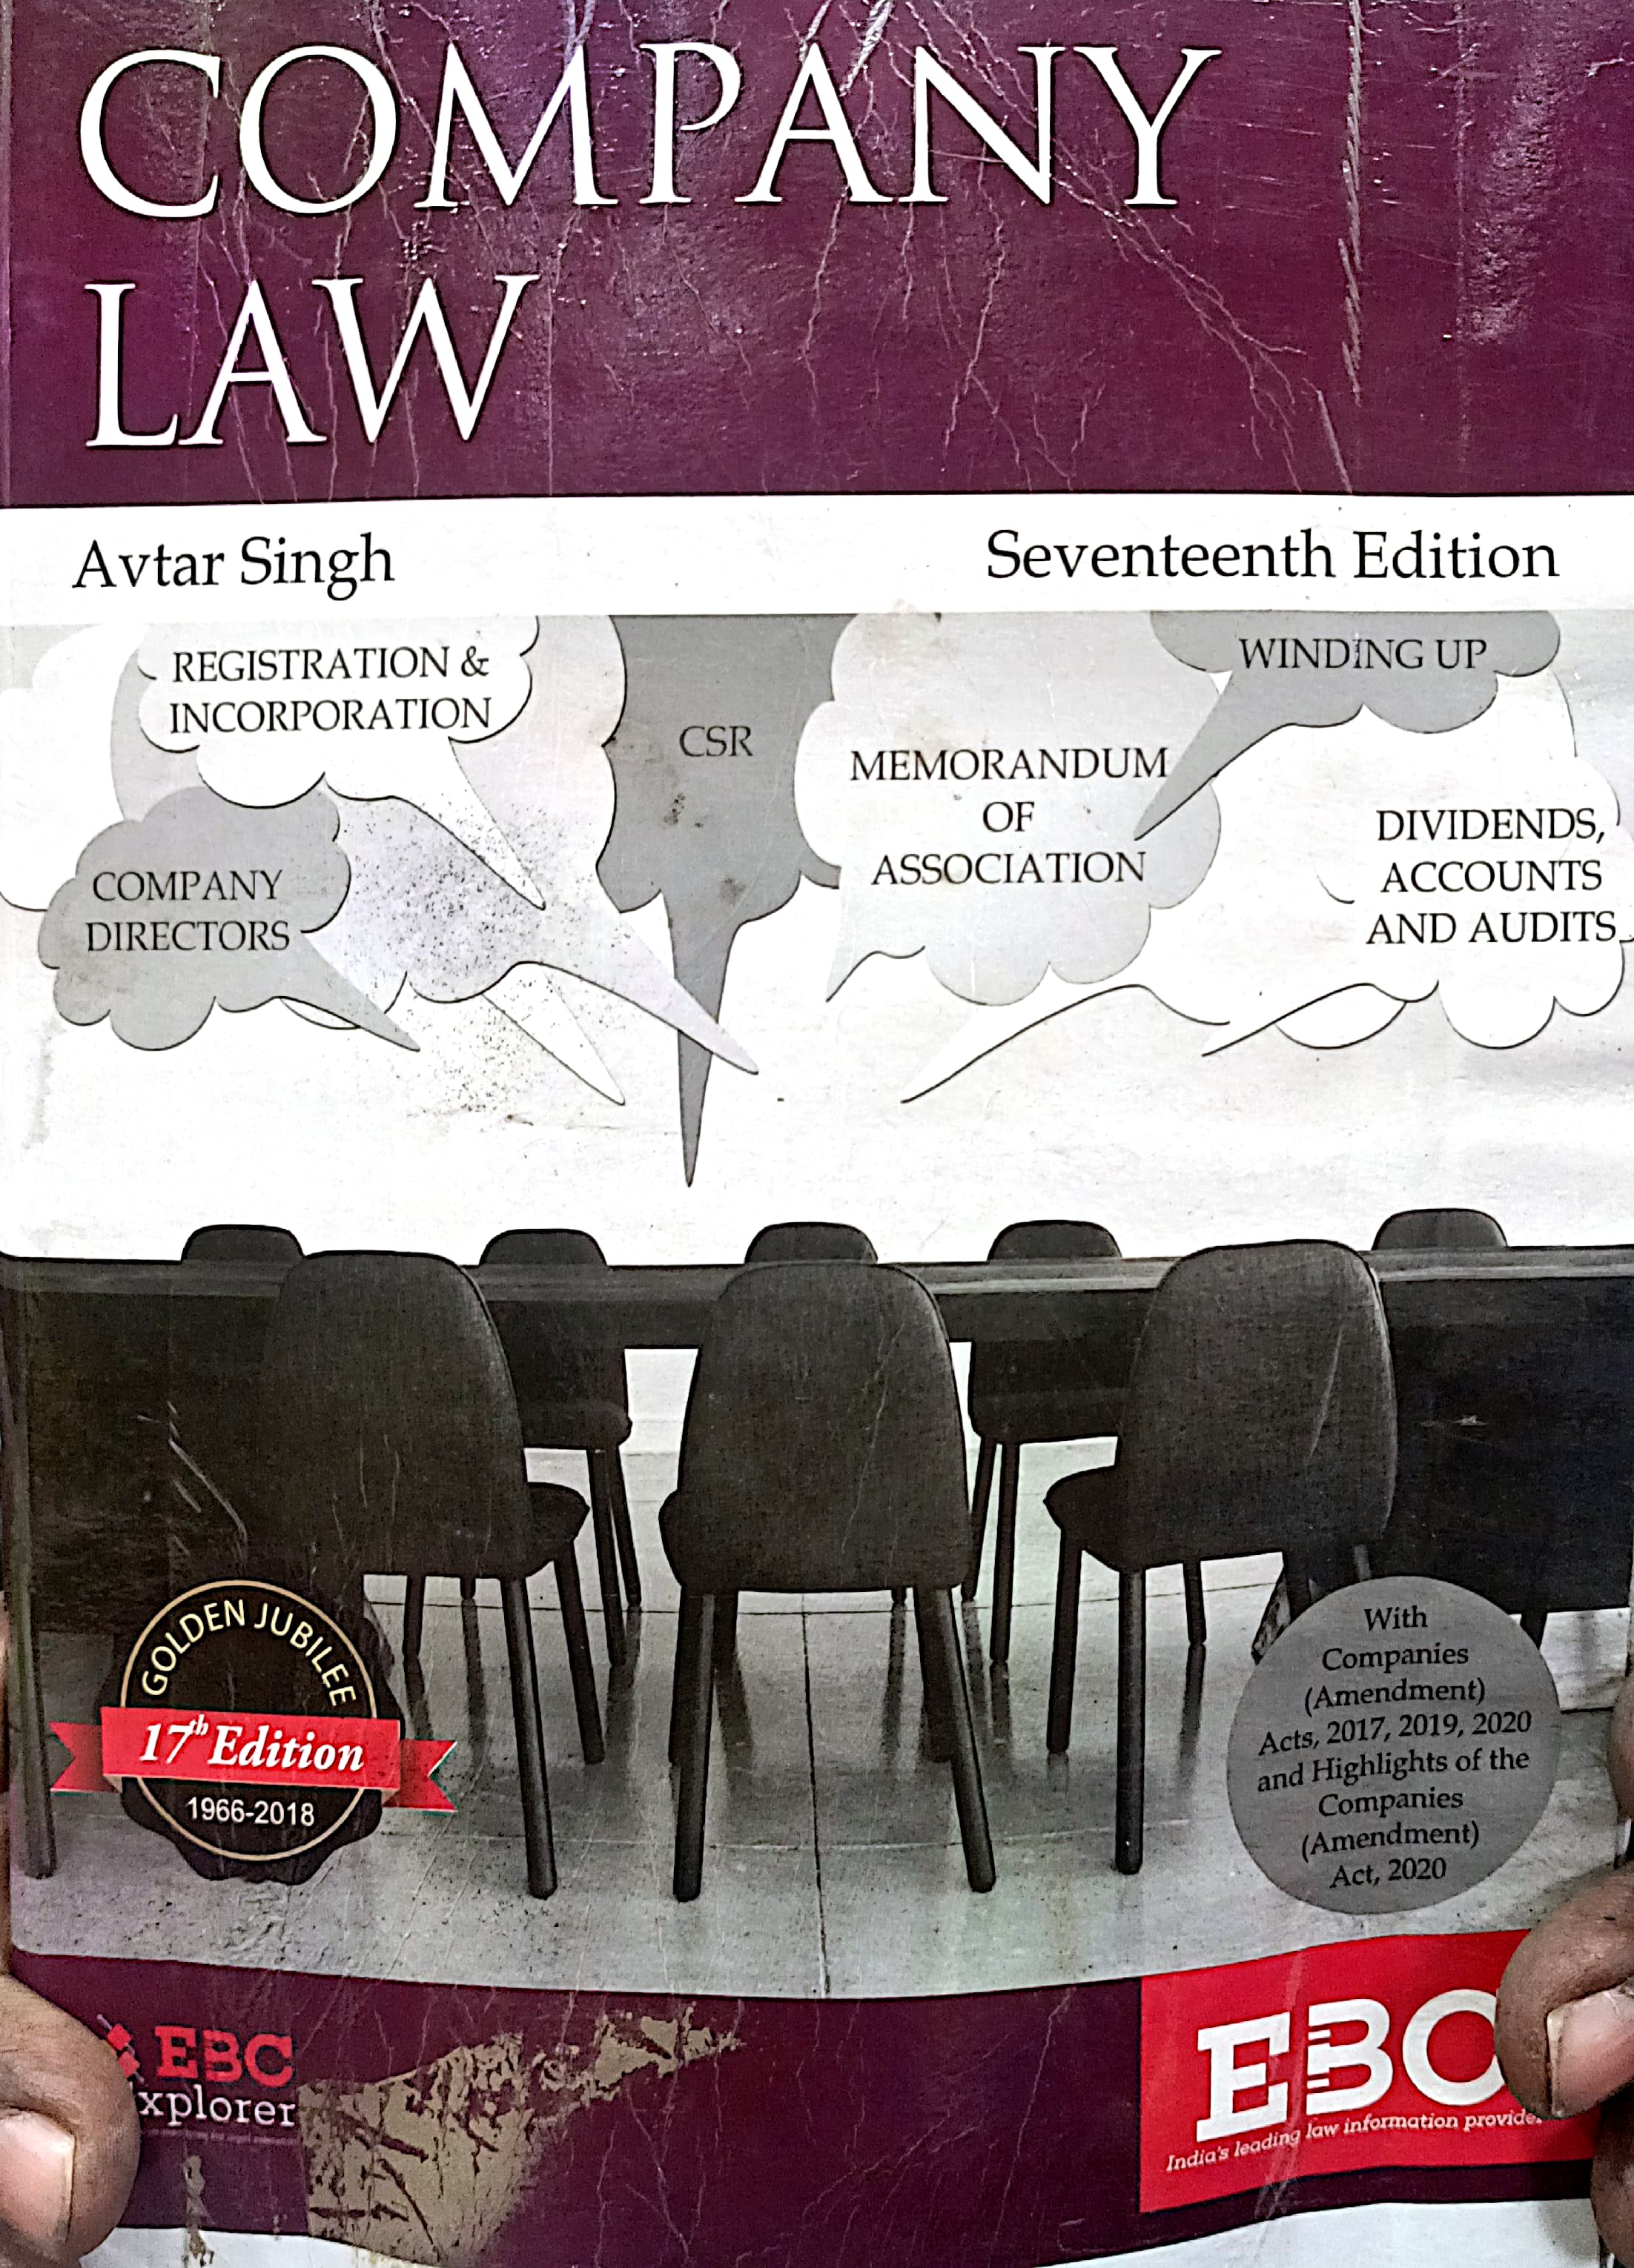 COMPANY
LAW
Avtar Singh
Seventeenth Edition
REGISTRATION &
INCORPORATION
CSR
WINDING UP
MEMORANDUM
OF
ASSOCIATION
DIVIDENDS,
ACCOUNTS
AND AUDITS
COMPANY
DIRECTORS
GOLDEN JUBILEE
17th Edition
1966-2018
With
Companies
(Amendment)
Acts, 2017, 2019, 2020
and Highlights of the
Companies
(Amendment)
Act, 2020
EBC
xplorer
EBC
India's leading law information provider